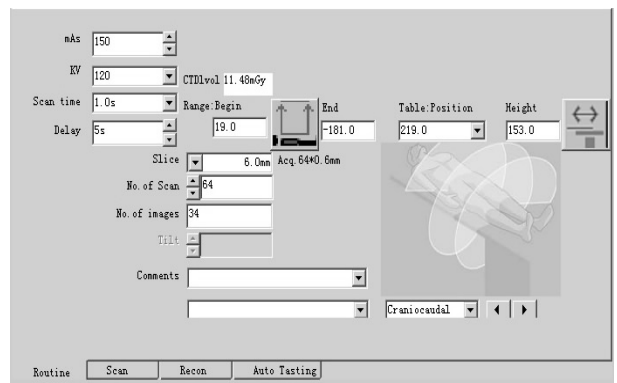 mAs 150
KV 120 CTDlvol 11.48mGy
Scan time 1.0s Range:Begin End Table:Position Height
Delay 5s 19.0 -181.0 219.0 153.0
Slice 6.0mm Acq.64*0.6mm
No.of Scan 64
No.of images 34
Tilt
Comments
Craniocaudal
Routine Scan Recon Auto Tasting